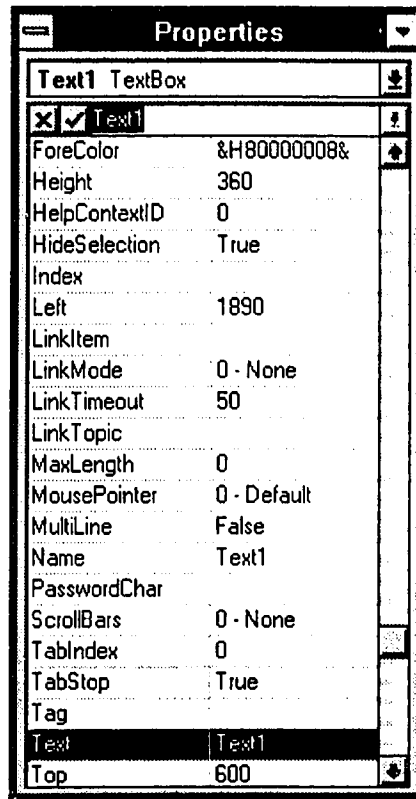 Properties
Text1 TextBox
Text1
ForeColor &H80000008&
Height 360
HelpContextID 0
HideSelection True
Index
Left 1890
LinkItem
LinkMode 0 - None
LinkTimeout 50
LinkTopic
MaxLength 0
MousePointer 0 - Default
MultiLine False
Name Text1
PasswordChar
ScrollBars 0 - None
TabIndex 0
TabStop True
Tag
Text Text1
Top 600